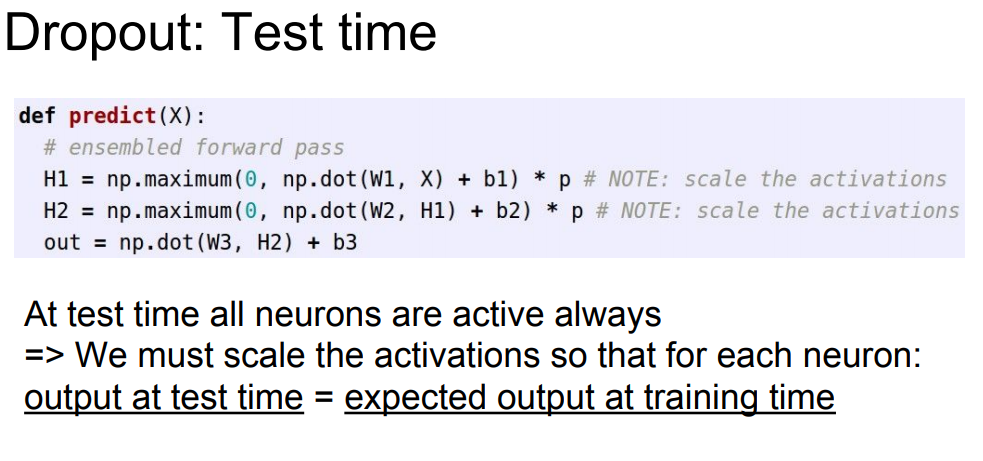 Dropout: Test time
def predict(X):
# ensembled forward pass
H1 = np.maximum(0, np.dot(W1, X) + b1) * p # NOTE: scale the activations
H2 = np.maximum(0, np.dot(W2, H1) + b2) * p # NOTE: scale the activations
out = np.dot(W3, H2) + b3
At test time all neurons are active always
=> We must scale the activations so that for each neuron:
output at test time = expected output at training time